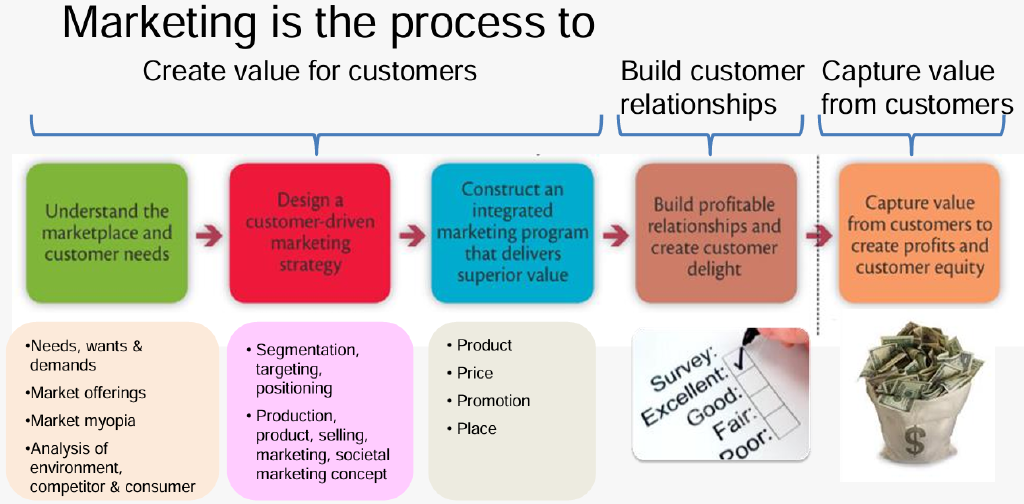 Marketing is the process to
Create value for customers
Build customer
relationships
Capture value
from customers
Understand the
marketplace and
customer needs
Design a
customer-driven
marketing
strategy
Construct an
integrated
marketing program
that delivers
superior value
Build profitable
relationships and
create customer
delight
Capture value
from customers to
create profits and
customer equity
•Needs, wants &
demands
•Market offerings
•Market myopia
•Analysis of
environment,
competitor & consumer
• Segmentation,
targeting,
positioning
• Production,
product, selling,
marketing, societal
marketing concept
• Product
• Price
• Promotion
• Place
Survey:
Excellent:
Good:
Fair:
Poor:
$